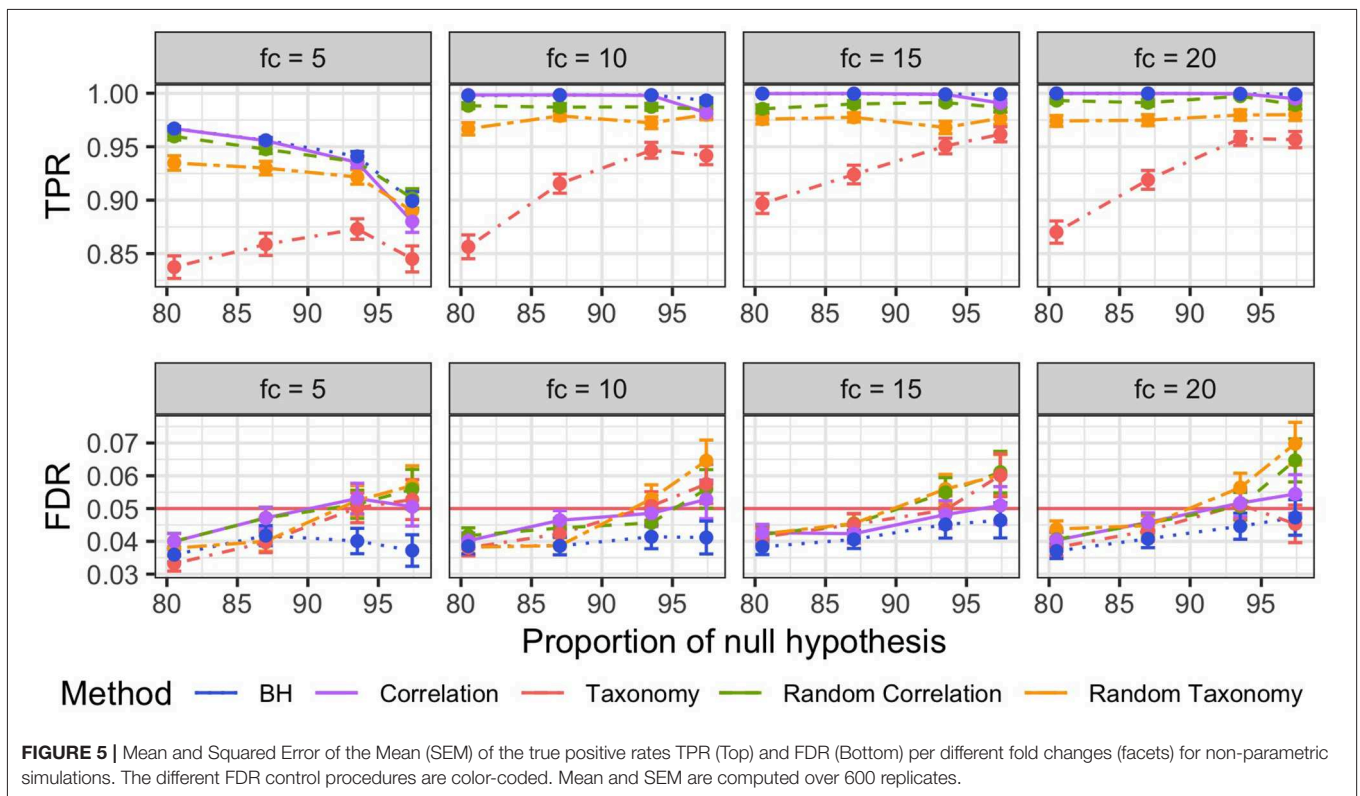 fc = 5 fc = 10 fc = 15 fc = 20
TPR
1.00
0.95
0.90
0.85
80 85 90 95 80 85 90 95 80 85 90 95 80 85 90 95
fc = 5 fc = 10 fc = 15 fc = 20
FDR
0.07
0.06
0.05
0.04
0.03
80 85 90 95 80 85 90 95 80 85 90 95 80 85 90 95
Proportion of null hypothesis
Method BH Correlation Taxonomy Random Correlation Random Taxonomy
FIGURE 5 | Mean and Squared Error of the Mean (SEM) of the true positive rates TPR (Top) and FDR (Bottom) per different fold changes (facets) for non-parametric
simulations. The different FDR control procedures are color-coded. Mean and SEM are computed over 600 replicates.